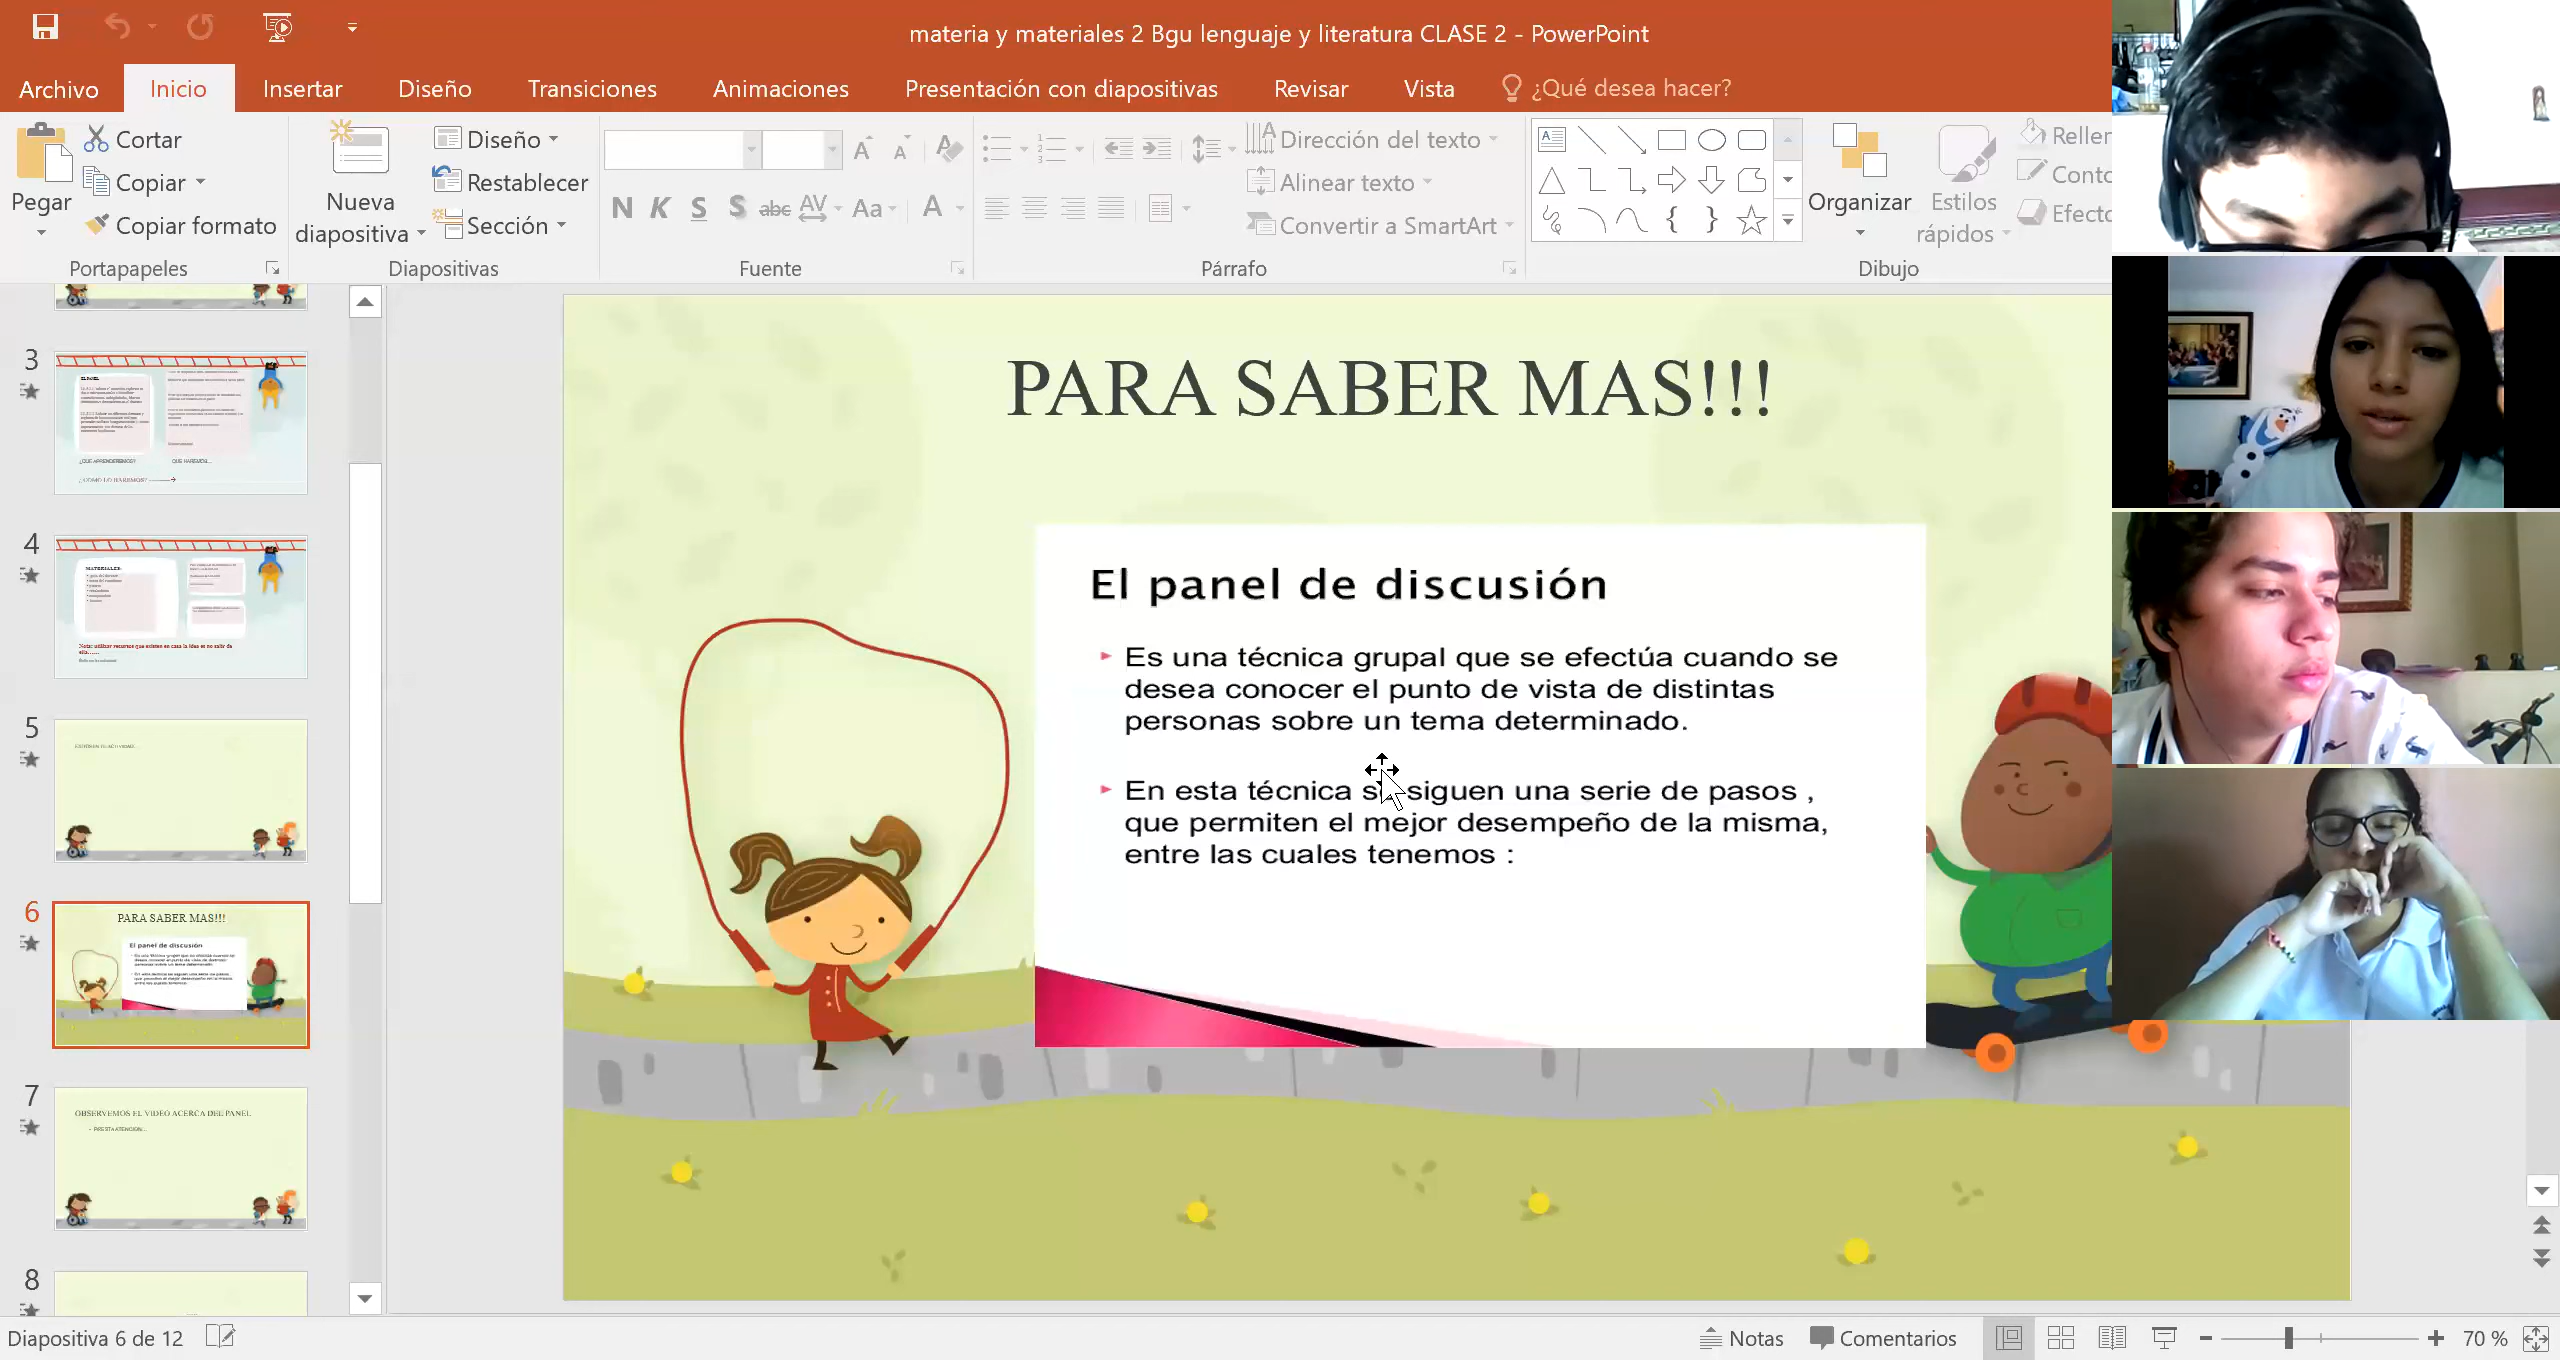 materia y materiales 2 Bgu lenguaje y literatura CLASE 2 - PowerPoint
Archivo
Inicio
Insertar
Diseño
Transiciones
Animaciones
Presentación con diapositivas
Revisar
Vista
¿Qué desea hacer?
Pegar
Cortar
Copiar
Copiar formato
Portapapeles
Nueva diapositiva
Diseño
Restablecer
Sección
Diapositivas
N K S S abc AV Aa A
Fuente
Dirección del texto
Alinear texto
Convertir a SmartArt
Párrafo
Organizar
Estilos rápidos
Dibujo
3
4
MATERIALES:
5
6
PARA SABER MAS!!!
El panel de discusión
7
OBSERVEMOS EL VIDEO ACERCA DEL PANEL
PRESTA ATENCION...
8
PARA SABER MAS!!!
El panel de discusión
Es una técnica grupal que se efectúa cuando se
desea conocer el punto de vista de distintas
personas sobre un tema determinado.
En esta técnica se siguen una serie de pasos ,
que permiten el mejor desempeño de la misma,
entre las cuales tenemos :
Diapositiva 6 de 12
Notas
Comentarios
70 %